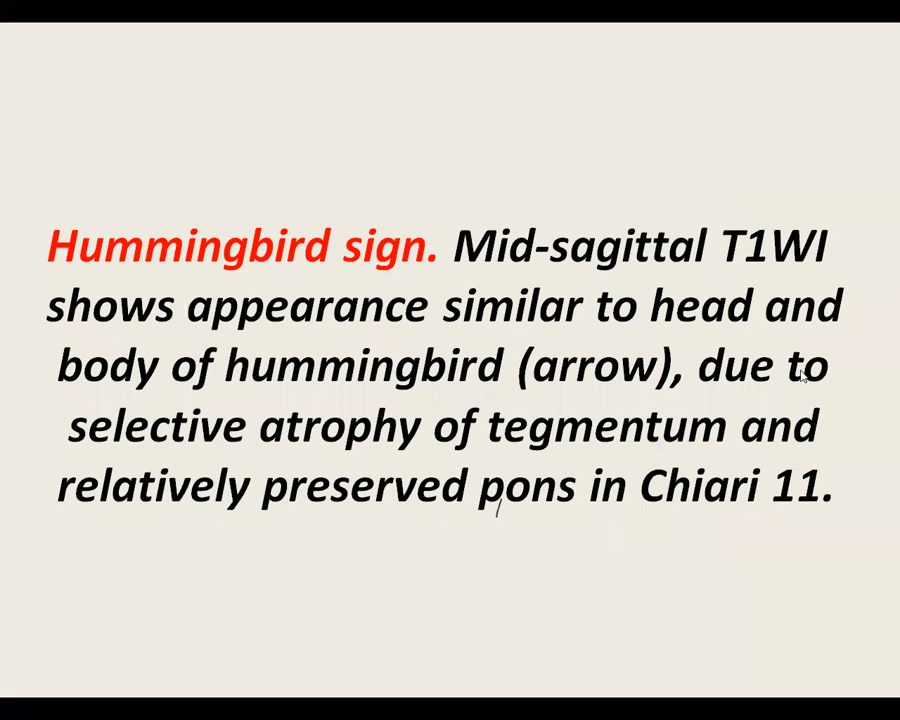 Hummingbird sign. Mid-sagittal T1WI
shows appearance similar to head and
body of hummingbird (arrow), due to
selective atrophy of tegmentum and
relatively preserved pons in Chiari 11.